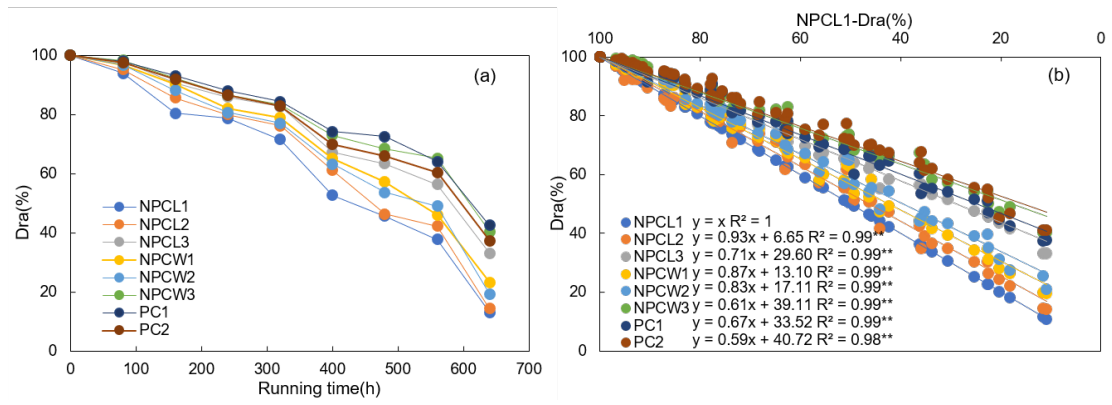 (a)
Dra(%)
100
80
60
40
20
0
NPCL1
NPCL2
NPCL3
NPCW1
NPCW2
NPCW3
PC1
PC2
0 100 200 300 400 500 600 700
Running time(h)
NPCL1-Dra(%)
100 80 60 40 20 0
(b)
Dra(%)
100
80
60
40
20
0
NPCL1 y = x R² = 1
NPCL2 y = 0.93x + 6.65 R² = 0.99**
NPCL3 y = 0.71x + 29.60 R² = 0.99**
NPCW1 y = 0.87x + 13.10 R² = 0.99**
NPCW2 y = 0.83x + 17.11 R² = 0.99**
NPCW3 y = 0.61x + 39.11 R² = 0.99**
PC1 y = 0.67x + 33.52 R² = 0.99**
PC2 y = 0.59x + 40.72 R² = 0.98**